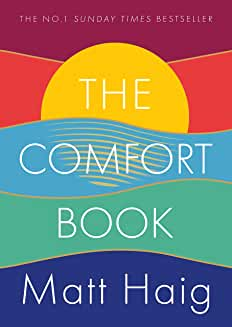 THE NO.1 SUNDAY TIMES BESTSELLER
THE
COMFORT
BOOK
Matt Haig